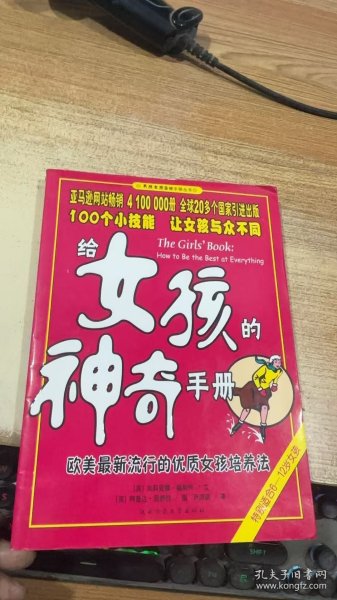 亚马逊网站畅销 4 100 000册 全球20多个国家引进出版
100个小技能 让女孩与众不同
The Girls' Book:
How to Be the Best at Everything
给
女孩
的
神奇
手册
欧美最新流行的优质女孩培养法
特别适合6—12岁女孩
SHIFT
孔夫子旧书网